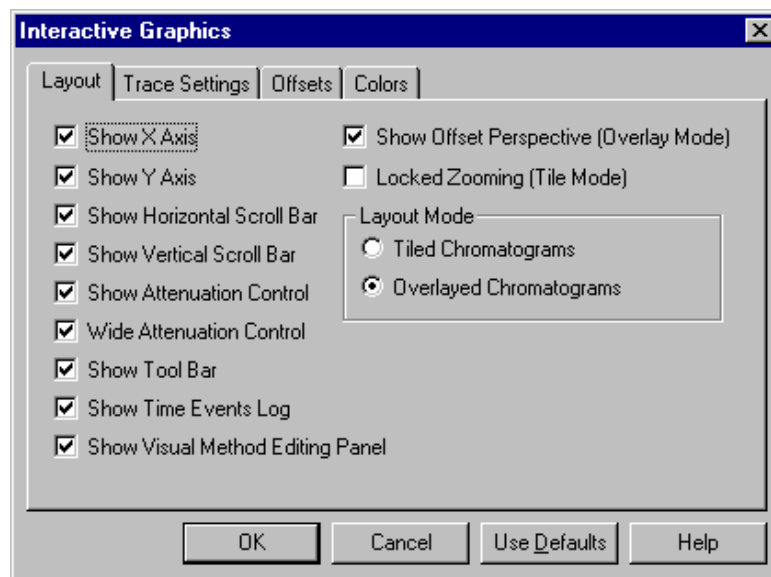 Interactive Graphics
Layout
Trace Settings
Offsets
Colors
Show X Axis
Show Y Axis
Show Horizontal Scroll Bar
Show Vertical Scroll Bar
Show Attenuation Control
Wide Attenuation Control
Show Tool Bar
Show Time Events Log
Show Visual Method Editing Panel
Show Offset Perspective (Overlay Mode)
Locked Zooming (Tile Mode)
Layout Mode
Tiled Chromatograms
Overlayed Chromatograms
OK
Cancel
Use Defaults
Help